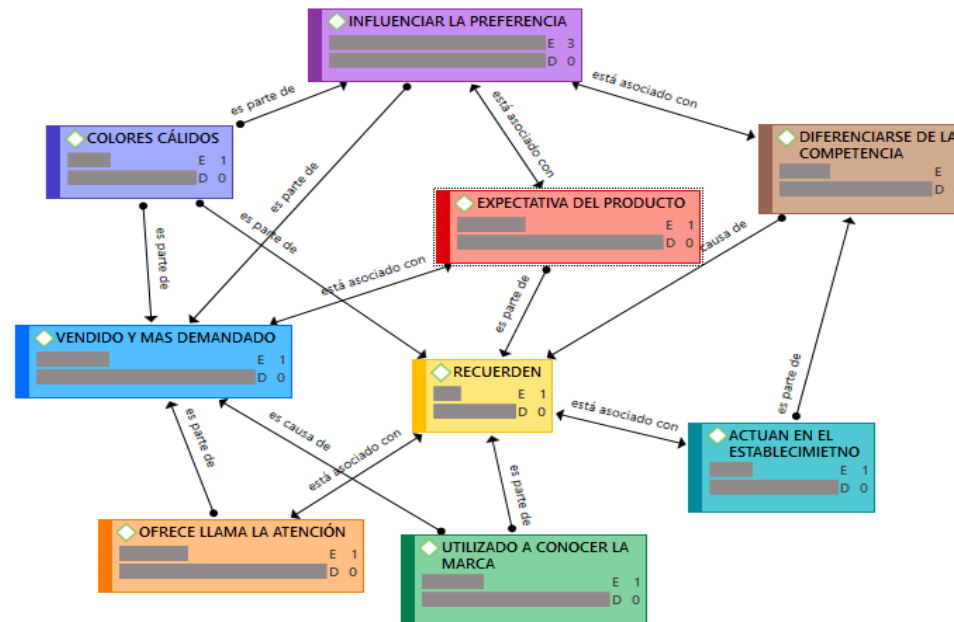 INFLUENCIAR LA PREFERENCIA
E 3
D 0
es parte de
está asociado con
COLORES CÁLIDOS
E 1
D 0
es parte de
está asociado con
DIFERENCIARSE DE LA
COMPETENCIA
E
D
EXPECTATIVA DEL PRODUCTO
E 1
D 0
es parte de
es parte de
causa de
está asociado con
es parte de
VENDIDO Y MAS DEMANDADO
E 1
D 0
RECUERDEN
E 1
D 0
es parte de
está asociado con
ACTUAN EN EL
ESTABLECIMIETNO
E 1
D 0
es parte de
es causa de
está asociado con
es parte de
OFRECE LLAMA LA ATENCIÓN
E 1
D 0
UTILIZADO A CONOCER LA
MARCA
E 1
D 0